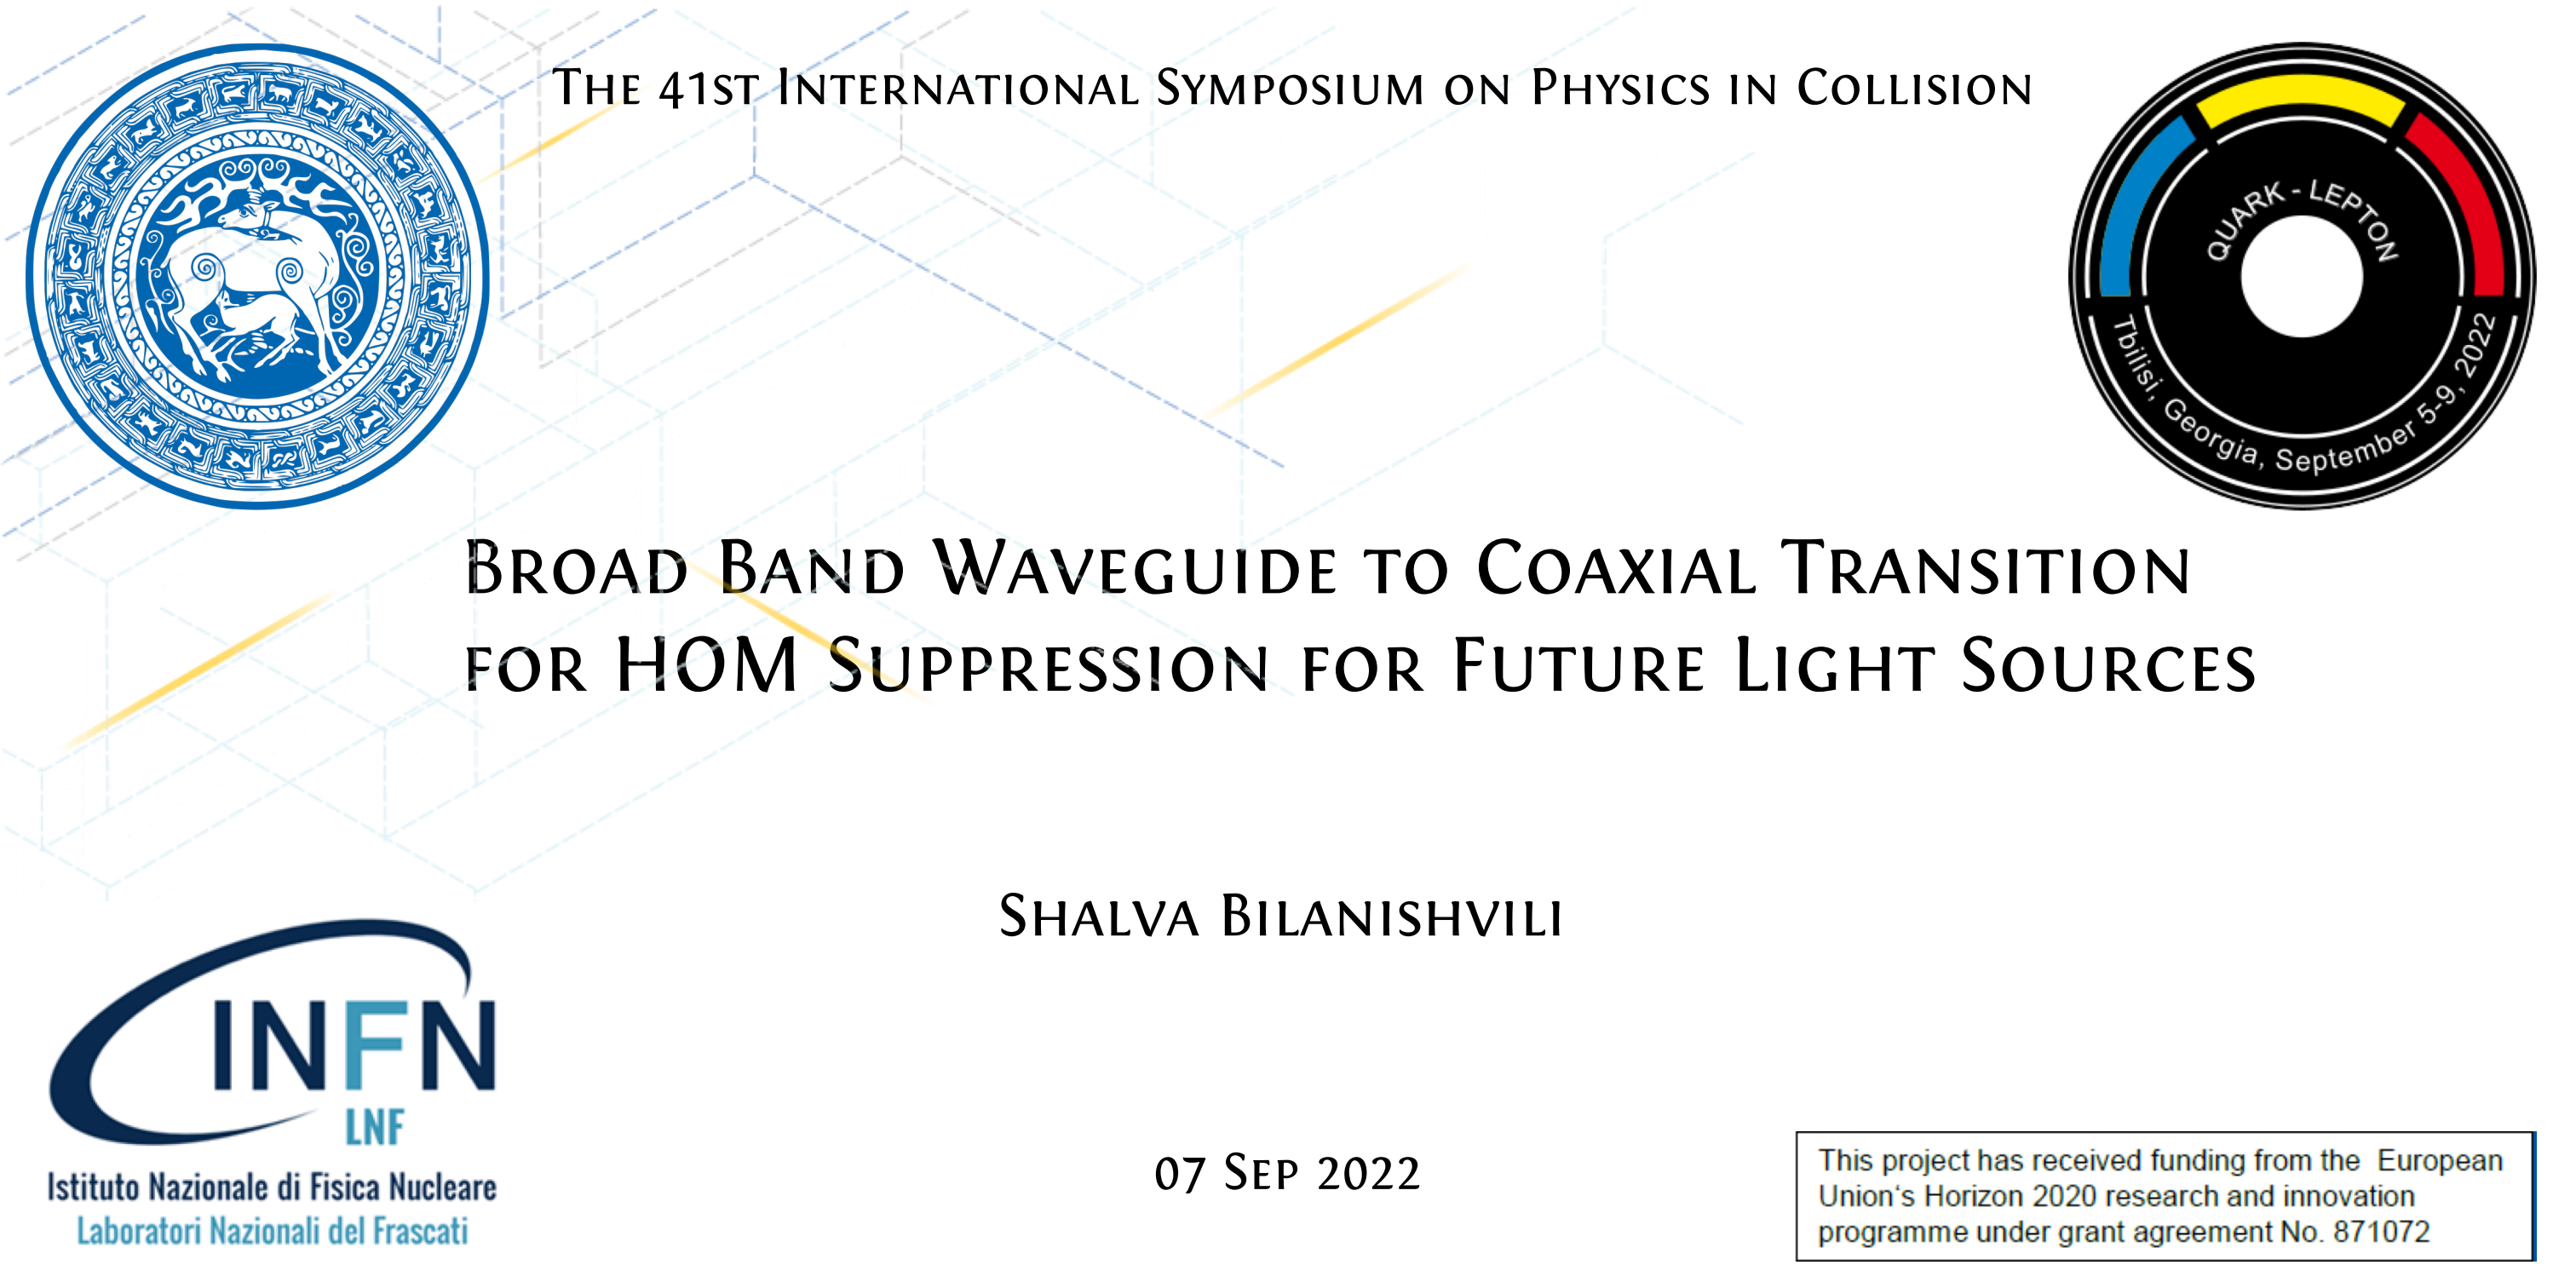 The 41st International Symposium on Physics in Collision
QUARK - LEPTON
Tbilisi, Georgia, September 5-9, 2022
Broad Band Waveguide to Coaxial Transition
for HOM Suppression for Future Light Sources
Shalva Bilanishvili
INFN
LNF
Istituto Nazionale di Fisica Nucleare
Laboratori Nazionali del Frascati
07 Sep 2022
This project has received funding from the European
Union‘s Horizon 2020 research and innovation
programme under grant agreement No. 871072